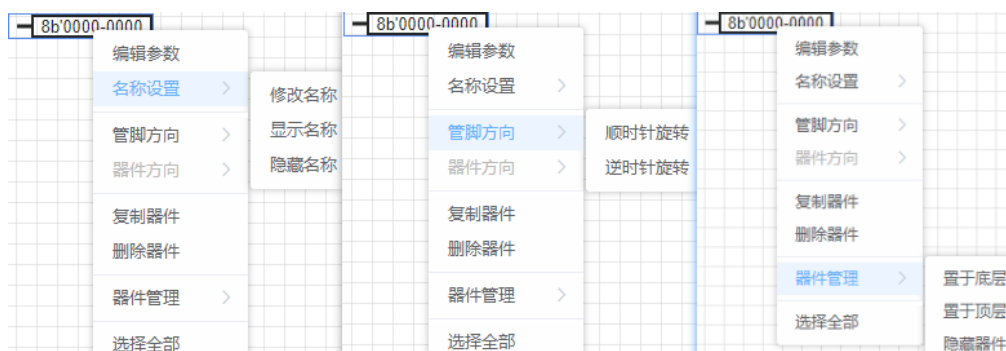 8b'0000-0000
编辑参数
名称设置
修改名称
显示名称
隐藏名称
管脚方向
器件方向
复制器件
删除器件
器件管理
选择全部
8b'0000-0000
编辑参数
名称设置
管脚方向
顺时针旋转
逆时针旋转
器件方向
复制器件
删除器件
器件管理
选择全部
8b'0000-0000
编辑参数
名称设置
管脚方向
器件方向
复制器件
删除器件
器件管理
置于底层
置于顶层
隐藏器件
选择全部